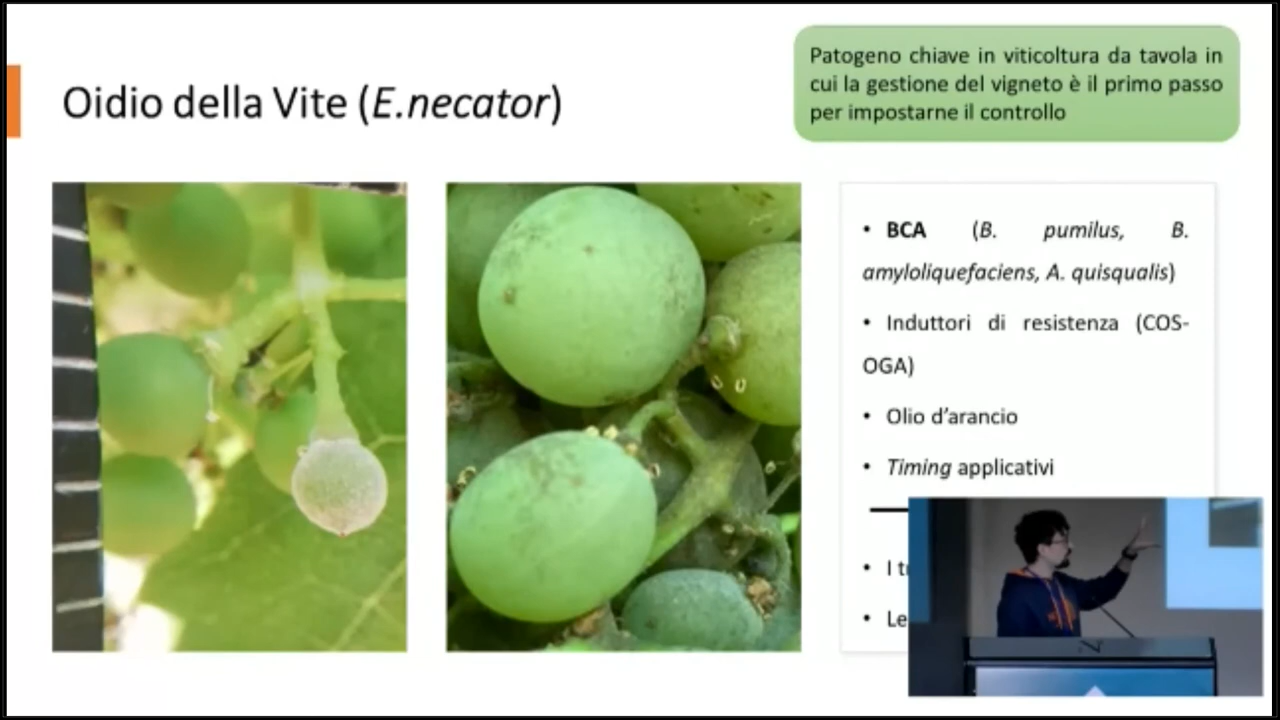 Patogeno chiave in viticoltura da tavola in
cui la gestione del vigneto è il primo passo
per impostarne il controllo
Oidio della Vite (E.necator)
• BCA (B. pumilus, B.
amyloliquefaciens, A. quisqualis)
• Induttori di resistenza (COS-
OGA)
• Olio d'arancio
• Timing applicativi
• I